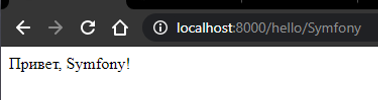 localhost:8000/hello/Symfony
Привет, Symfony!